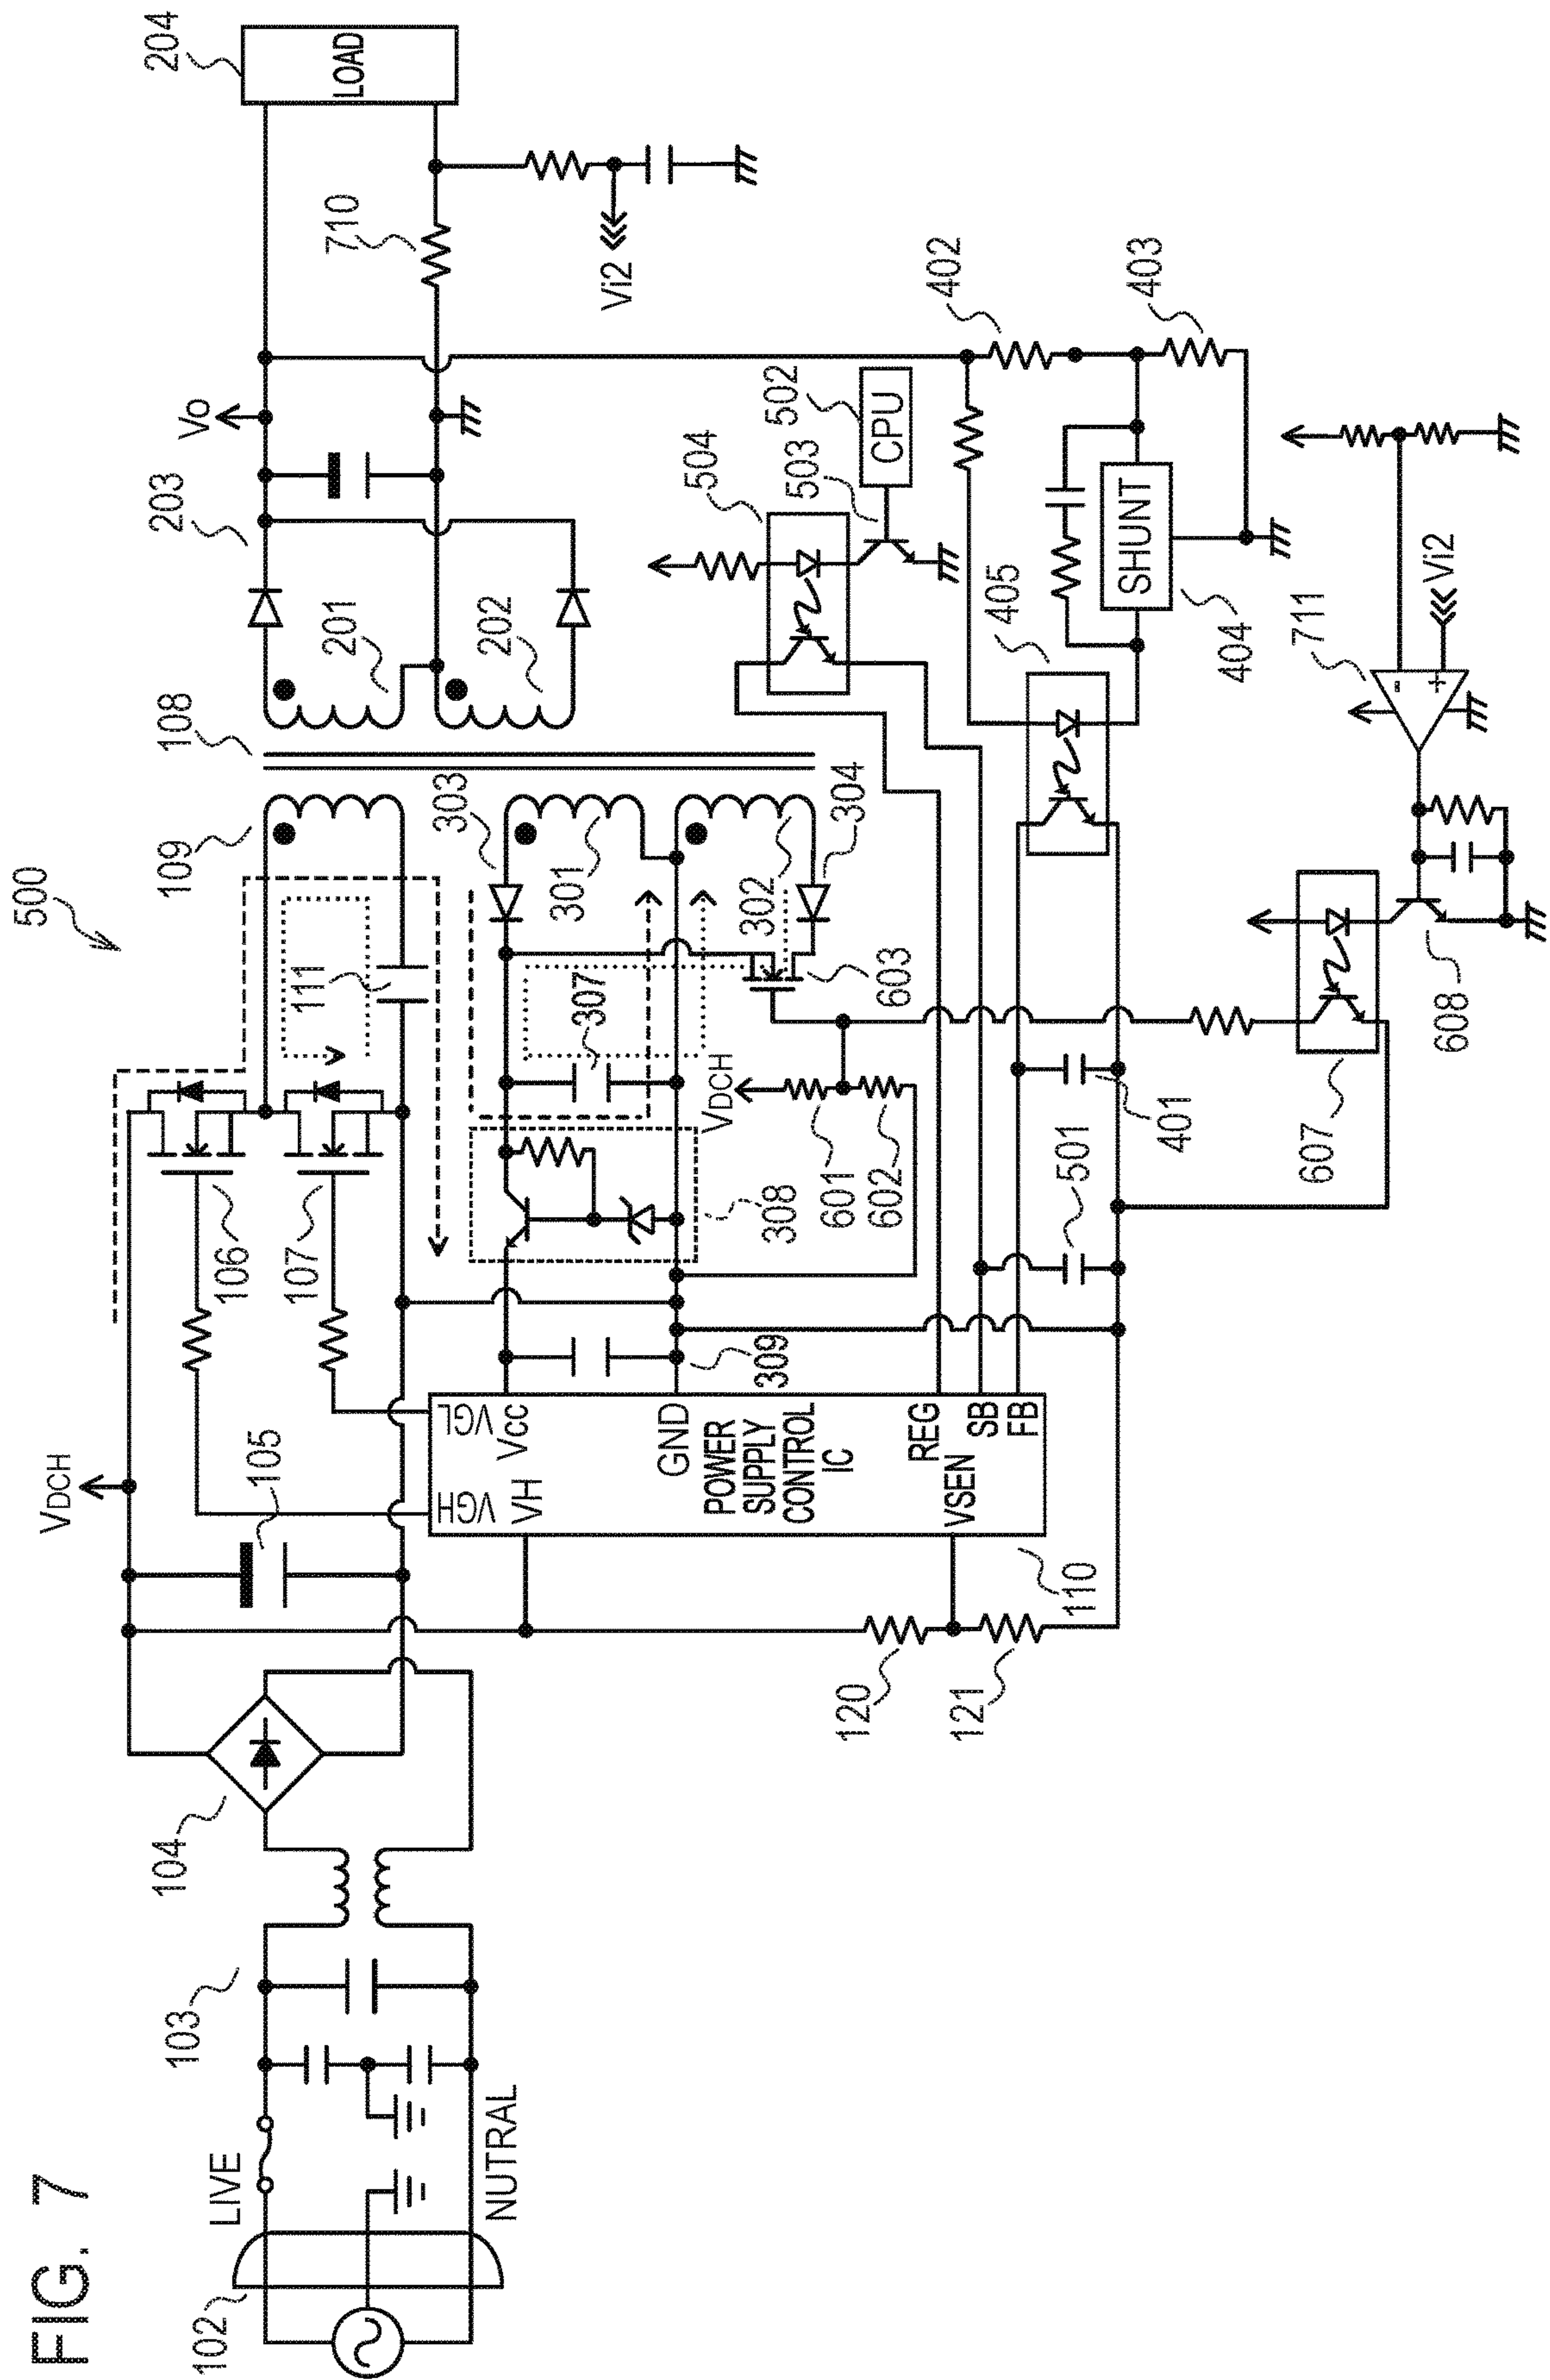 FIG. 7
500
102
LIVE
NUTRAL
103
104
VDCH
105
106
107
109
111
108
201
202
203
Vo
710
204
LOAD
Vi2
VGH
VGL
VH
Vcc
GND
POWER
SUPPLY
CONTROL
IC
REG
SB
FB
VSEN
110
120
121
309
308
307
303
301
302
304
VDCH
601
602
603
501
401
504
503
502
CPU
405
402
403
SHUNT
404
607
608
711
-
+
Vi2